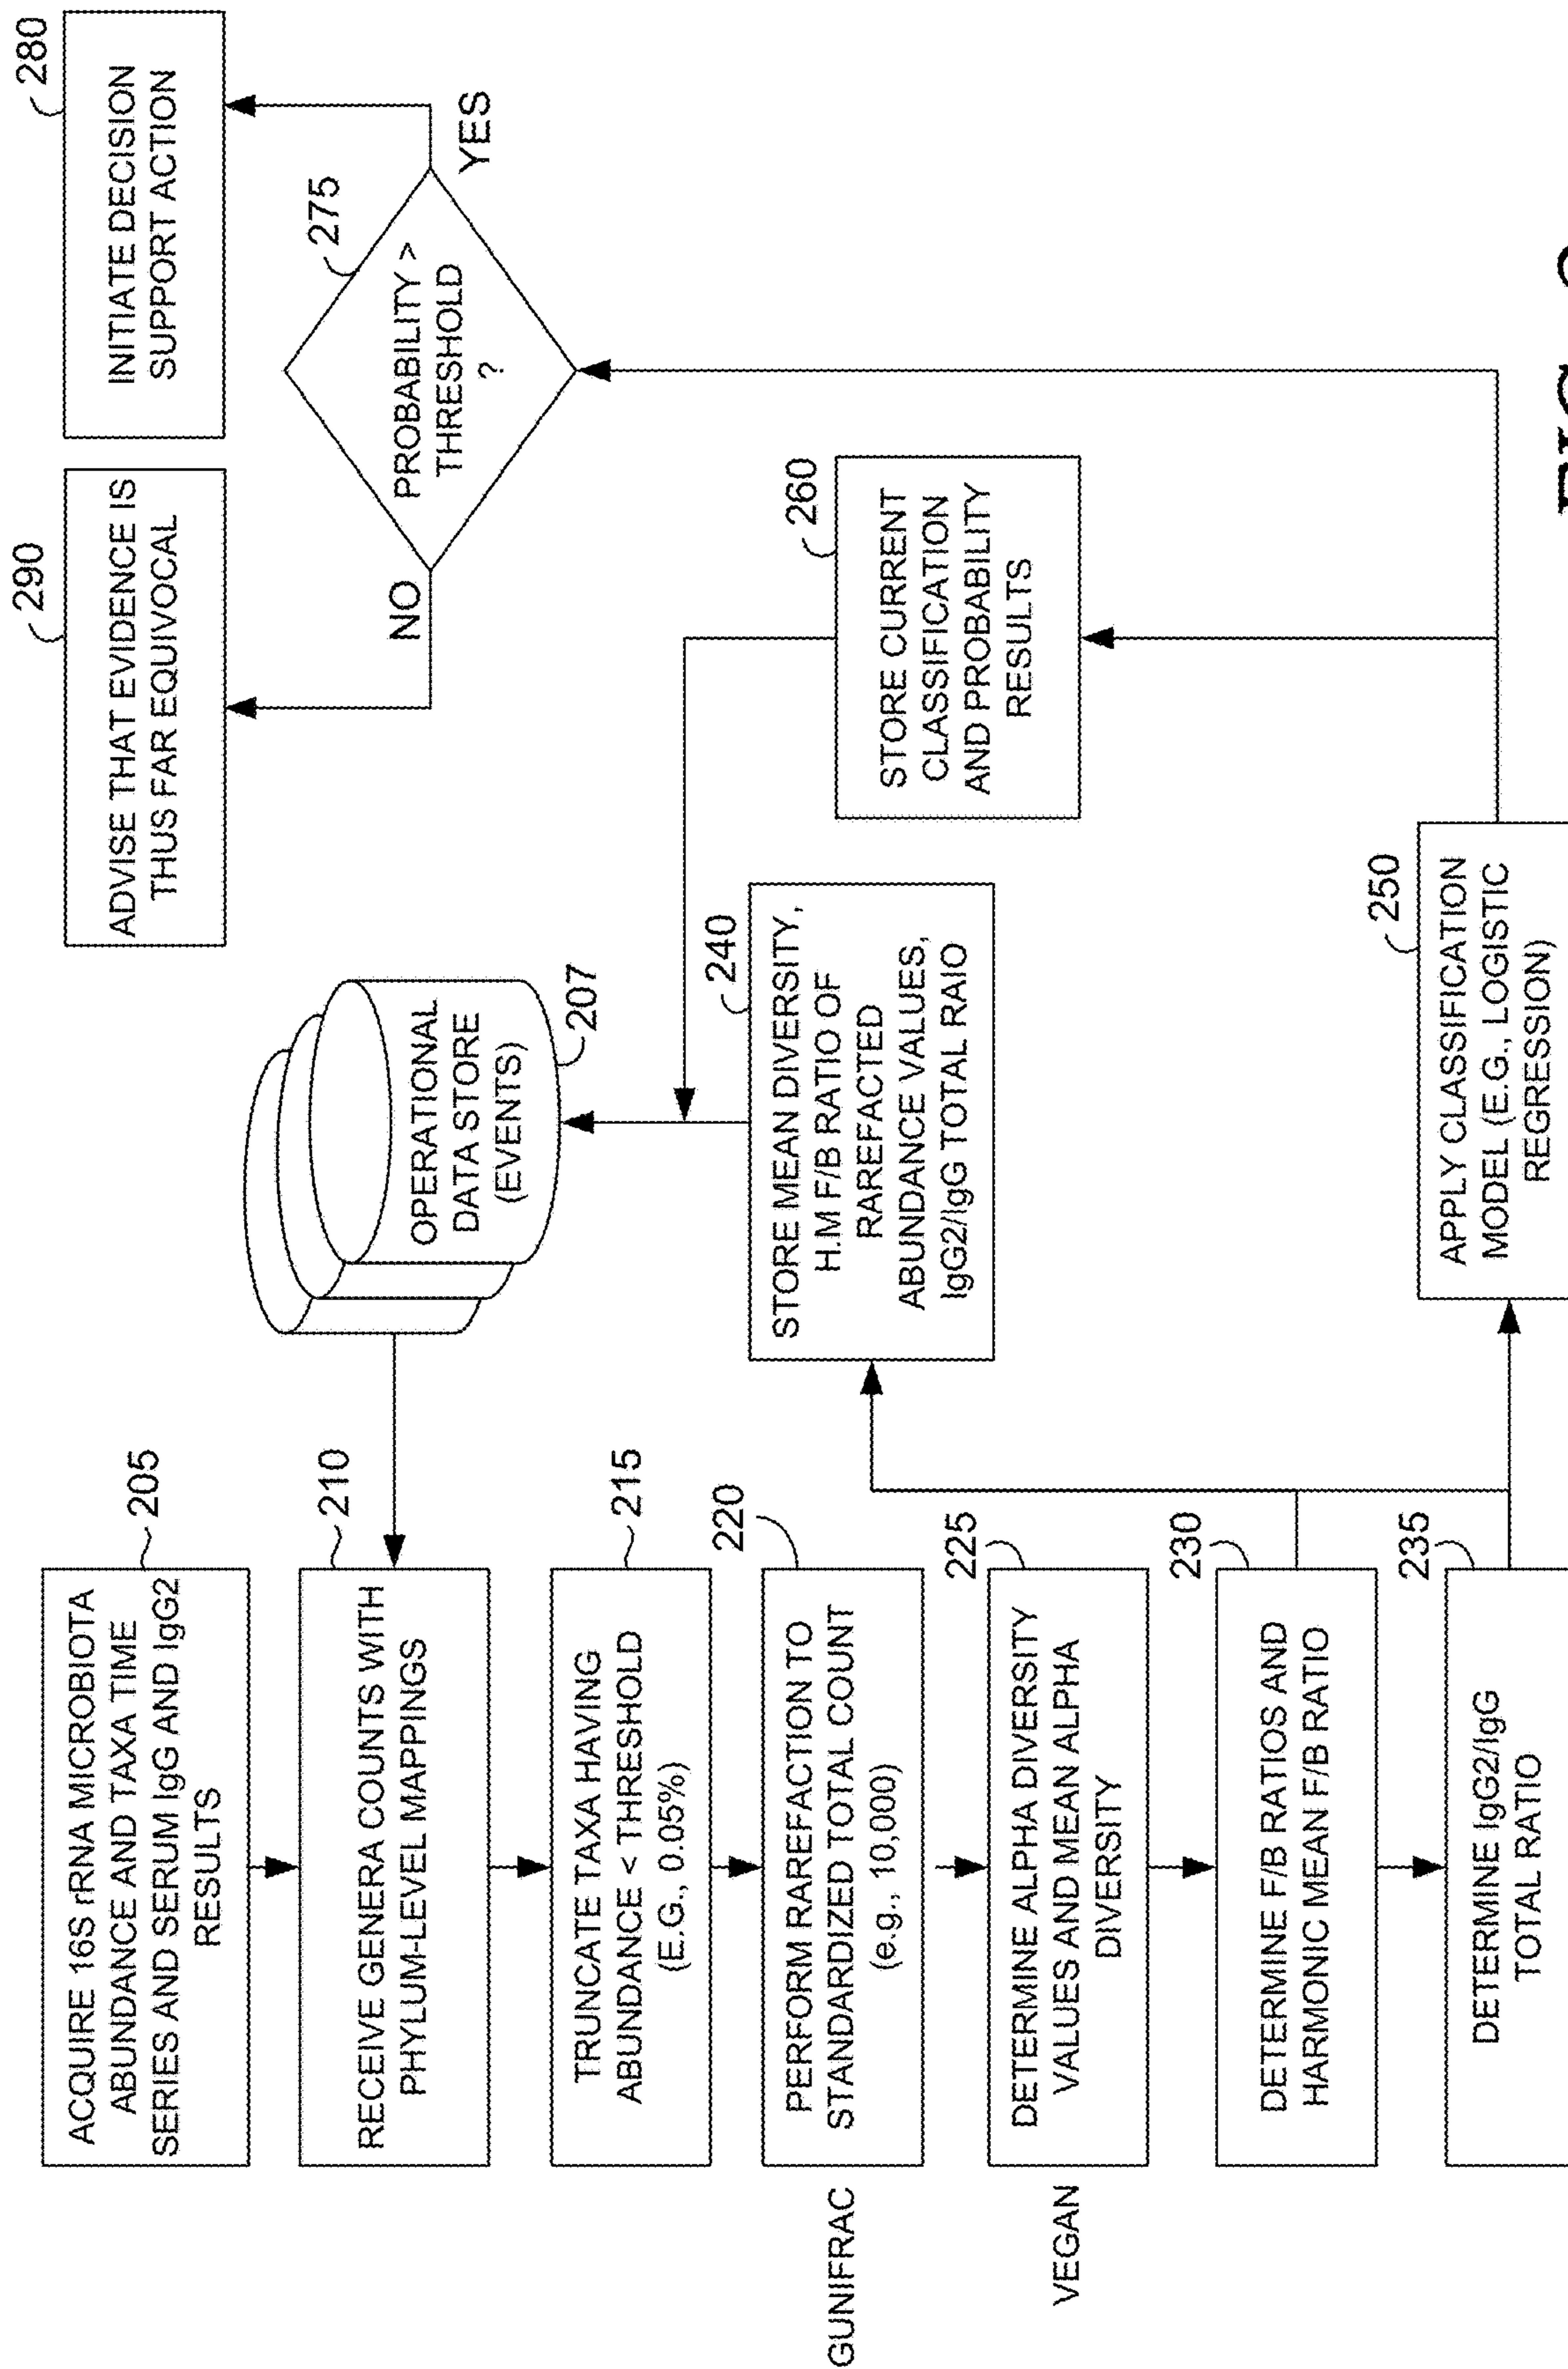 205
ACQUIRE 16S rRNA MICROBIOTA
ABUNDANCE AND TAXA TIME
SERIES AND SERUM IgG AND IgG2
RESULTS
210
RECEIVE GENERA COUNTS WITH
PHYLUM-LEVEL MAPPINGS
215
TRUNCATE TAXA HAVING
ABUNDANCE < THRESHOLD
(E.G., 0.05%)
GUNIFRAC
220
PERFORM RAREFACTION TO
STANDARDIZED TOTAL COUNT
(e.g., 10,000)
VEGAN
225
DETERMINE ALPHA DIVERSITY
VALUES AND MEAN ALPHA
DIVERSITY
230
DETERMINE F/B RATIOS AND
HARMONIC MEAN F/B RATIO
235
DETERMINE IgG2/IgG
TOTAL RATIO
OPERATIONAL
DATA STORE
(EVENTS)
207
240
STORE MEAN DIVERSITY,
H.M F/B RATIO OF
RAREFACTED
ABUNDANCE VALUES,
IgG2/IgG TOTAL RAIO
250
APPLY CLASSIFICATION
MODEL (E.G., LOGISTIC
REGRESSION)
260
STORE CURRENT
CLASSIFICATION
AND PROBABILITY
RESULTS
290
ADVISE THAT EVIDENCE IS
THUS FAR EQUIVOCAL
NO
275
PROBABILITY >
THRESHOLD
?
YES
280
INITIATE DECISION
SUPPORT ACTION